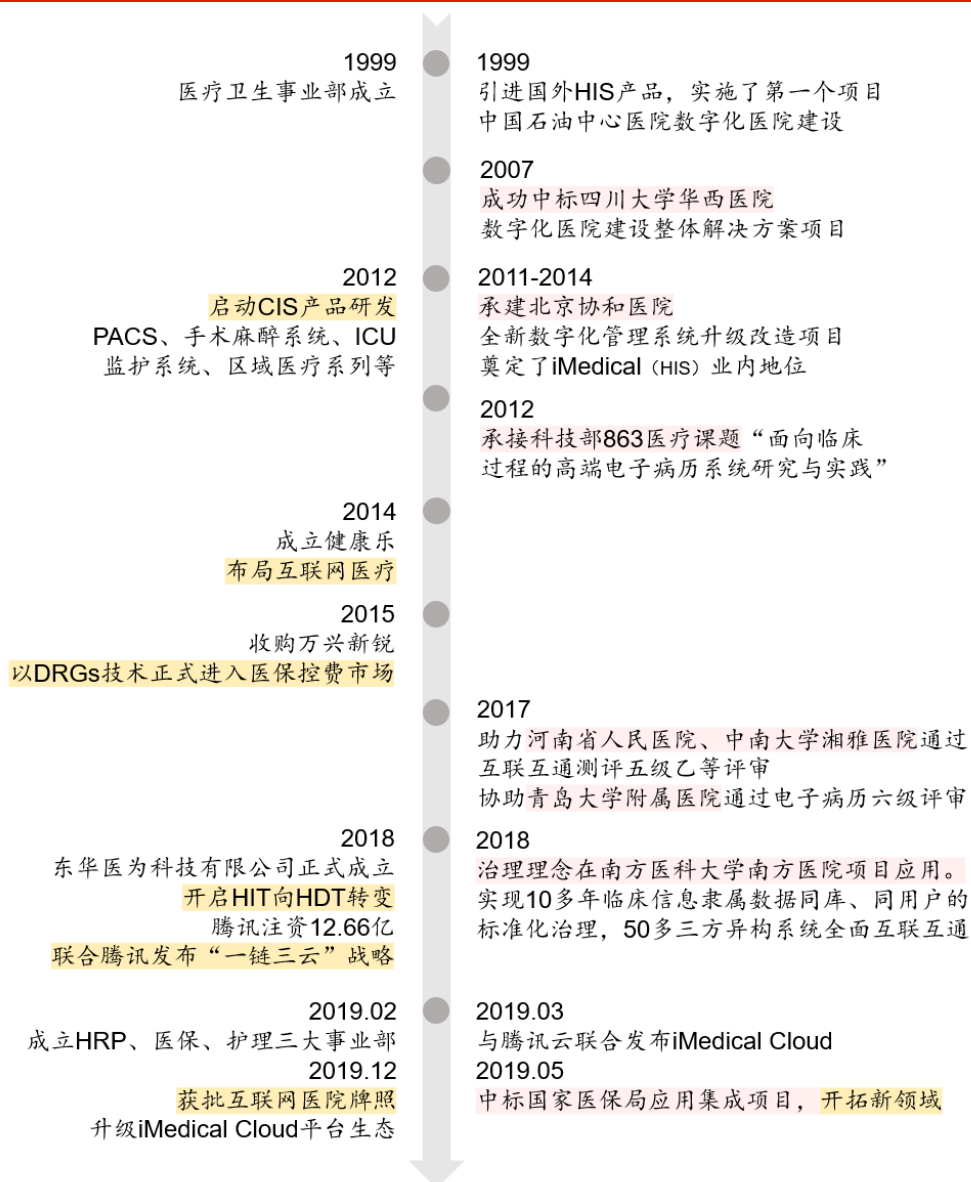 1999
医疗卫生事业部成立
1999
引进国外HIS产品，实施了第一个项目
中国石油中心医院数字化医院建设
2007
成功中标四川大学华西医院
数字化医院建设整体解决方案项目
2012
启动CIS产品研发
PACS、手术麻醉系统、ICU
监护系统、区域医疗系列等
2011-2014
承建北京协和医院
全新数字化管理系统升级改造项目
奠定了iMedical（HIS）业内地位
2012
承接科技部863医疗课题“面向临床
过程的高端电子病历系统研究与实践”
2014
成立健康乐
布局互联网医疗
2015
收购万兴新锐
以DRGs技术正式进入医保控费市场
2017
助力河南省人民医院、中南大学湘雅医院通过
互联互通测评五级乙等评审
协助青岛大学附属医院通过电子病历六级评审
2018
东华医为科技有限公司正式成立
开启HIT向HDT转变
腾讯注资12.66亿
联合腾讯发布“一链三云”战略
2018
治理理念在南方医科大学南方医院项目应用。
实现10多年临床信息隶属数据同库、同用户的
标准化治理，50多三方异构系统全面互联互通
2019.02
成立HRP、医保、护理三大事业部
2019.12
获批互联网医院牌照
升级iMedical Cloud平台生态
2019.03
与腾讯云联合发布iMedical Cloud
2019.05
中标国家医保局应用集成项目，开拓新领域